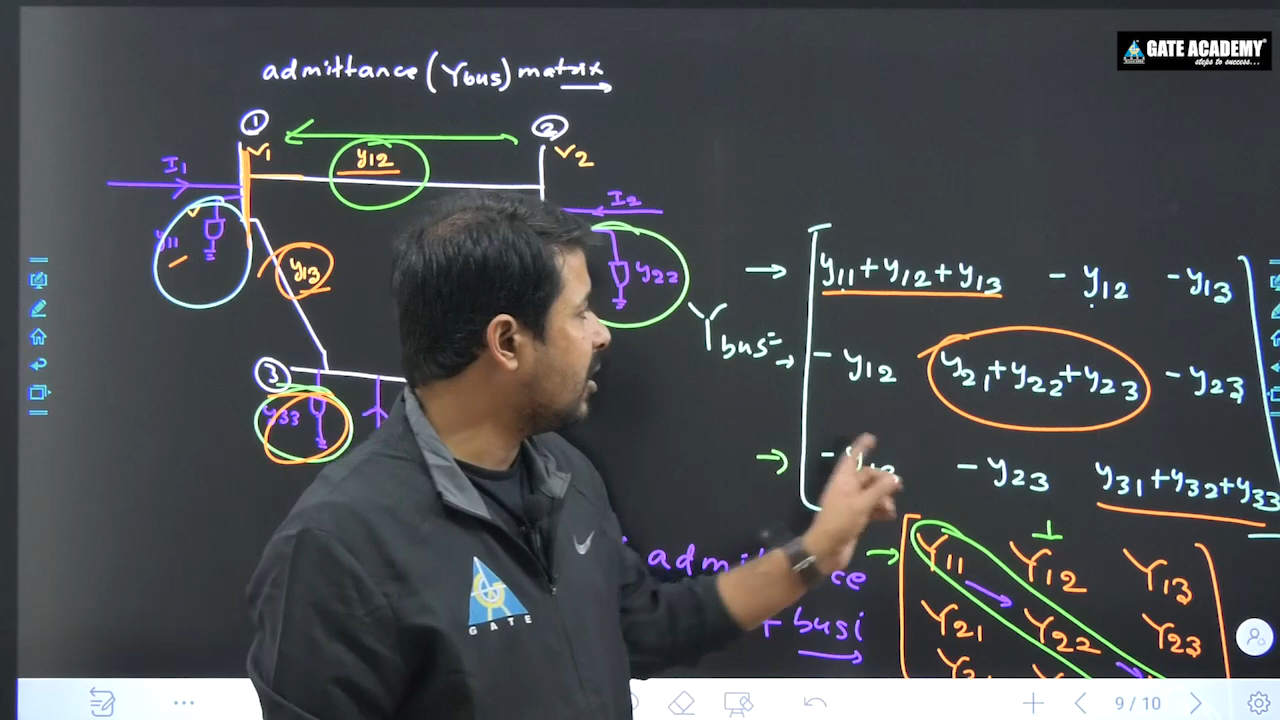 GATE ACADEMY
steps to success...
admittance (Ybus) matrix
1
2
V1
y12
V2
I1
I2
y11
y13
y22
3
y33
Ybus=
y11+y12+y13 -y12 -y13
-y12 y21+y22+y23 -y23
-y13 -y23 y31+y32+y33
admittance
busi
Y11 Y12 Y13
Y21 Y22 Y23
GATE
9 / 10